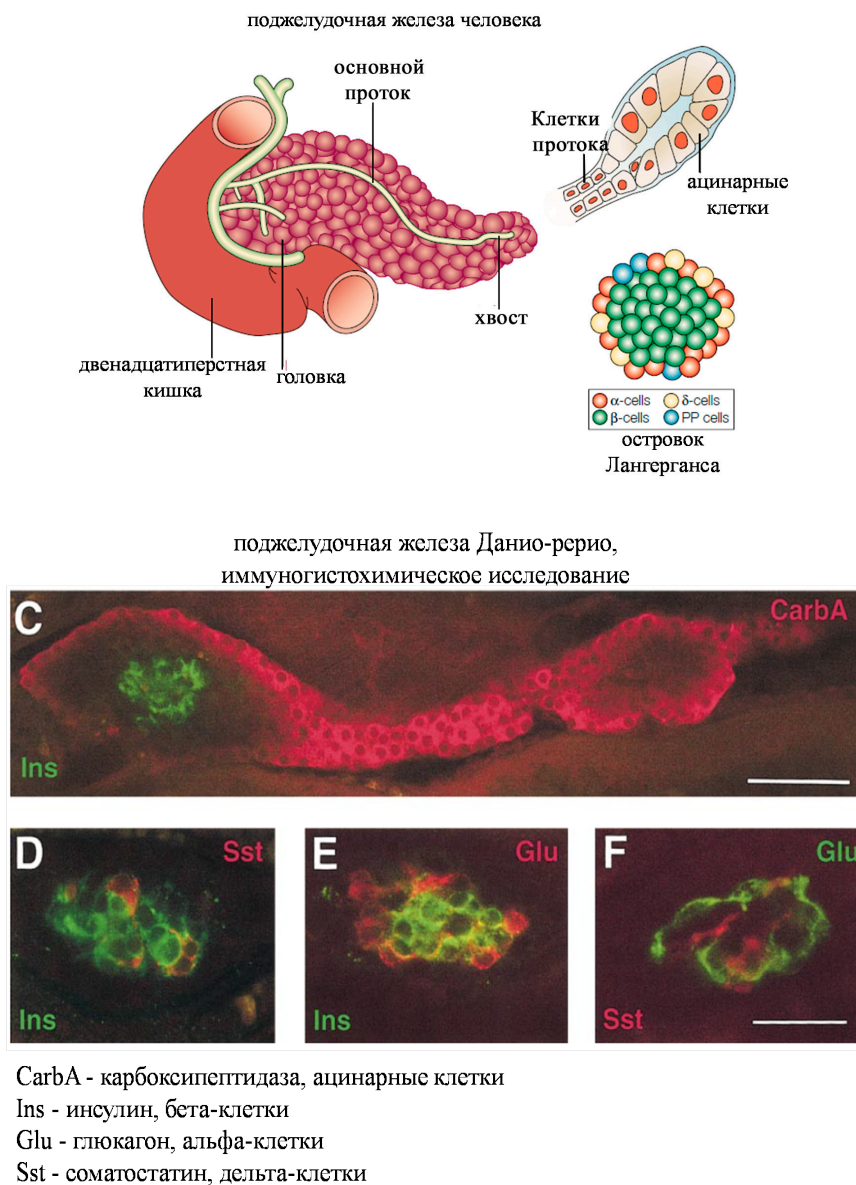 поджелудочная железа человека
основной
проток
Клетки
протока
ацинарные
клетки
хвост
двенадцатиперстная
кишка
головка
α-cells
δ-cells
β-cells
PP cells
островок
Лангерганса
поджелудочная железа Данио-рерио,
иммуногистохимическое исследование
C
CarbA
Ins
D
Sst
Ins
E
Glu
Ins
F
Glu
Sst
CarbA - карбоксипептидаза, ацинарные клетки
Ins - инсулин, бета-клетки
Glu - глюкагон, альфа-клетки
Sst - соматостатин, дельта-клетки